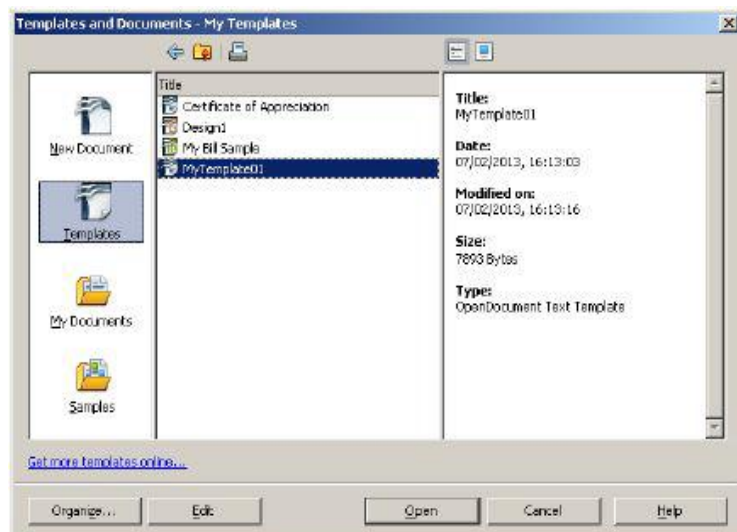 Templates and Documents - My Templates
New Document
Templates
My Documents
Samples
Title
Certificate of Appreciation
Design1
My Bill Sample
MyTemplate01
Title:
MyTemplate01
Date:
07/02/2013, 16:13:03
Modified on:
07/02/2013, 16:13:16
Size:
7893 Bytes
Type:
OpenDocument Text Template
Get more templates online...
Organize...
Edit
Open
Cancel
Help